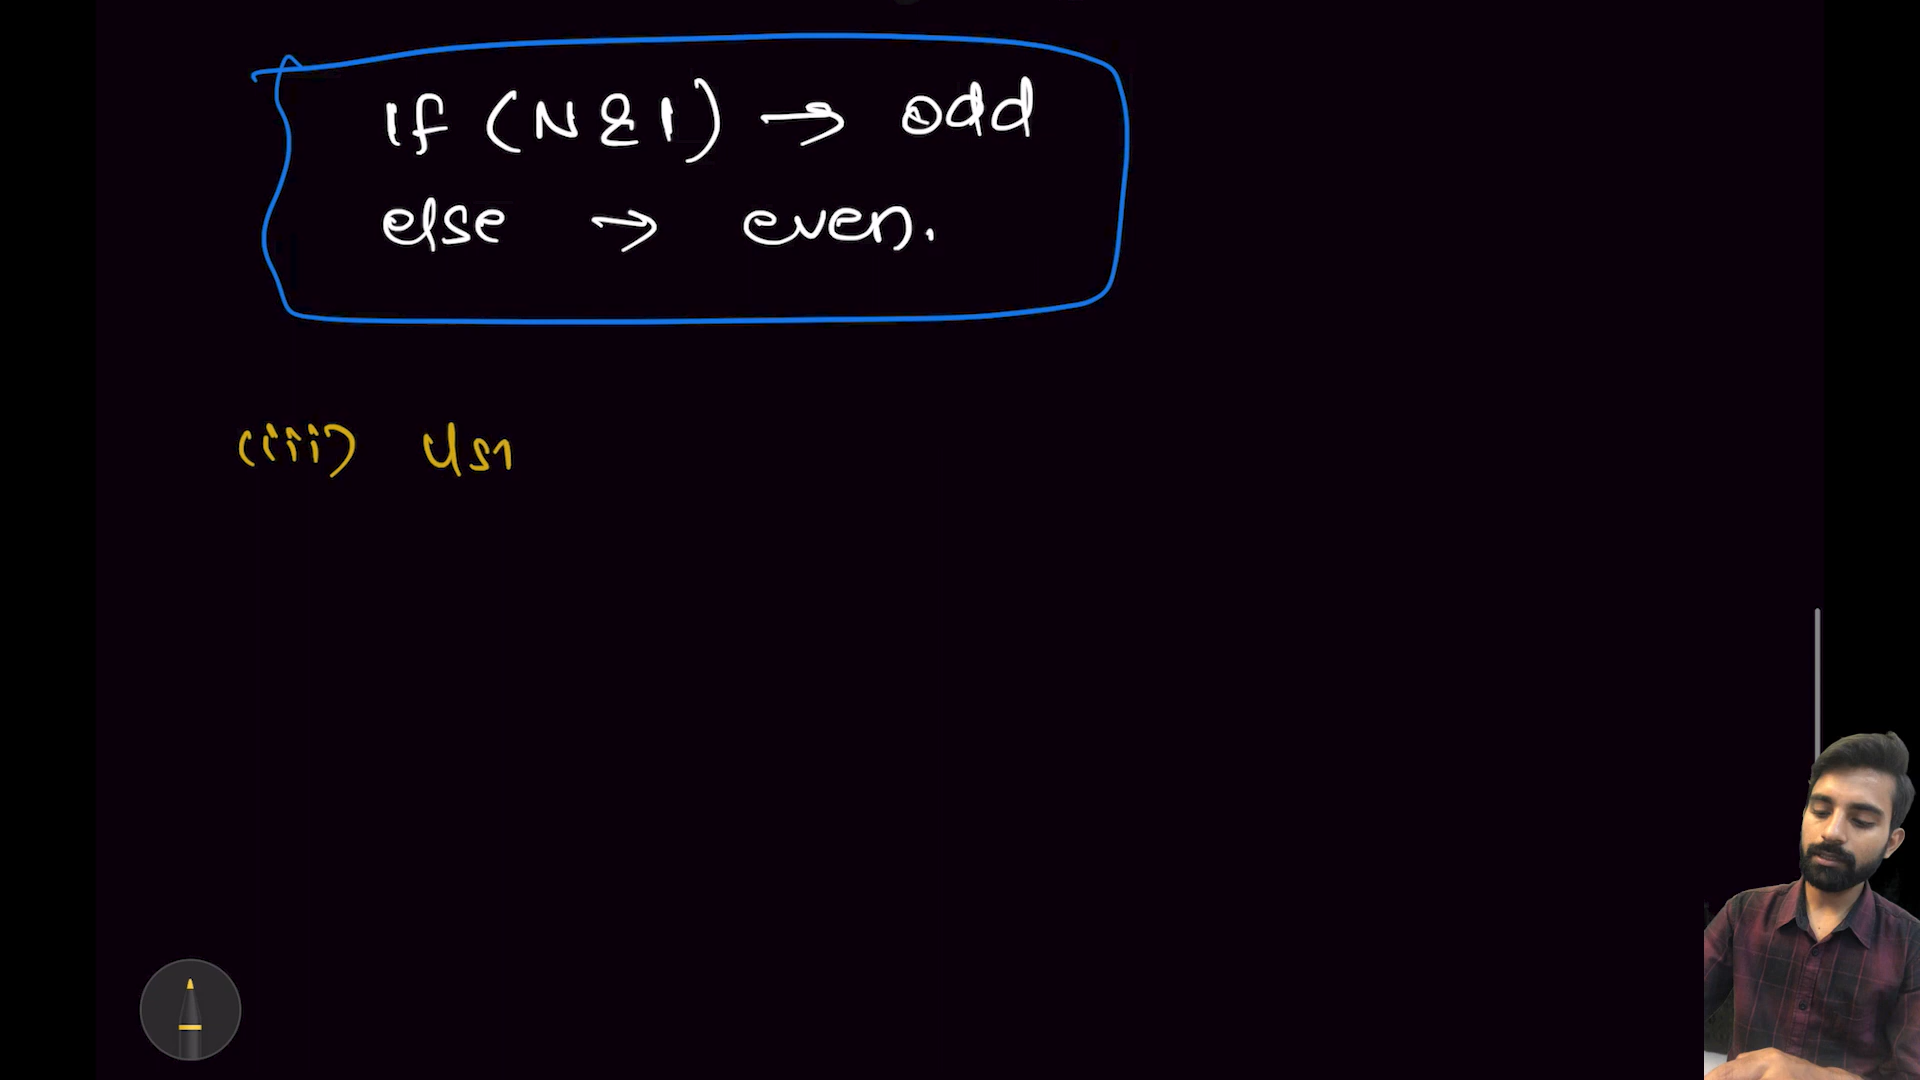 If (N & 1) → odd
else → even.
(iii) Usi